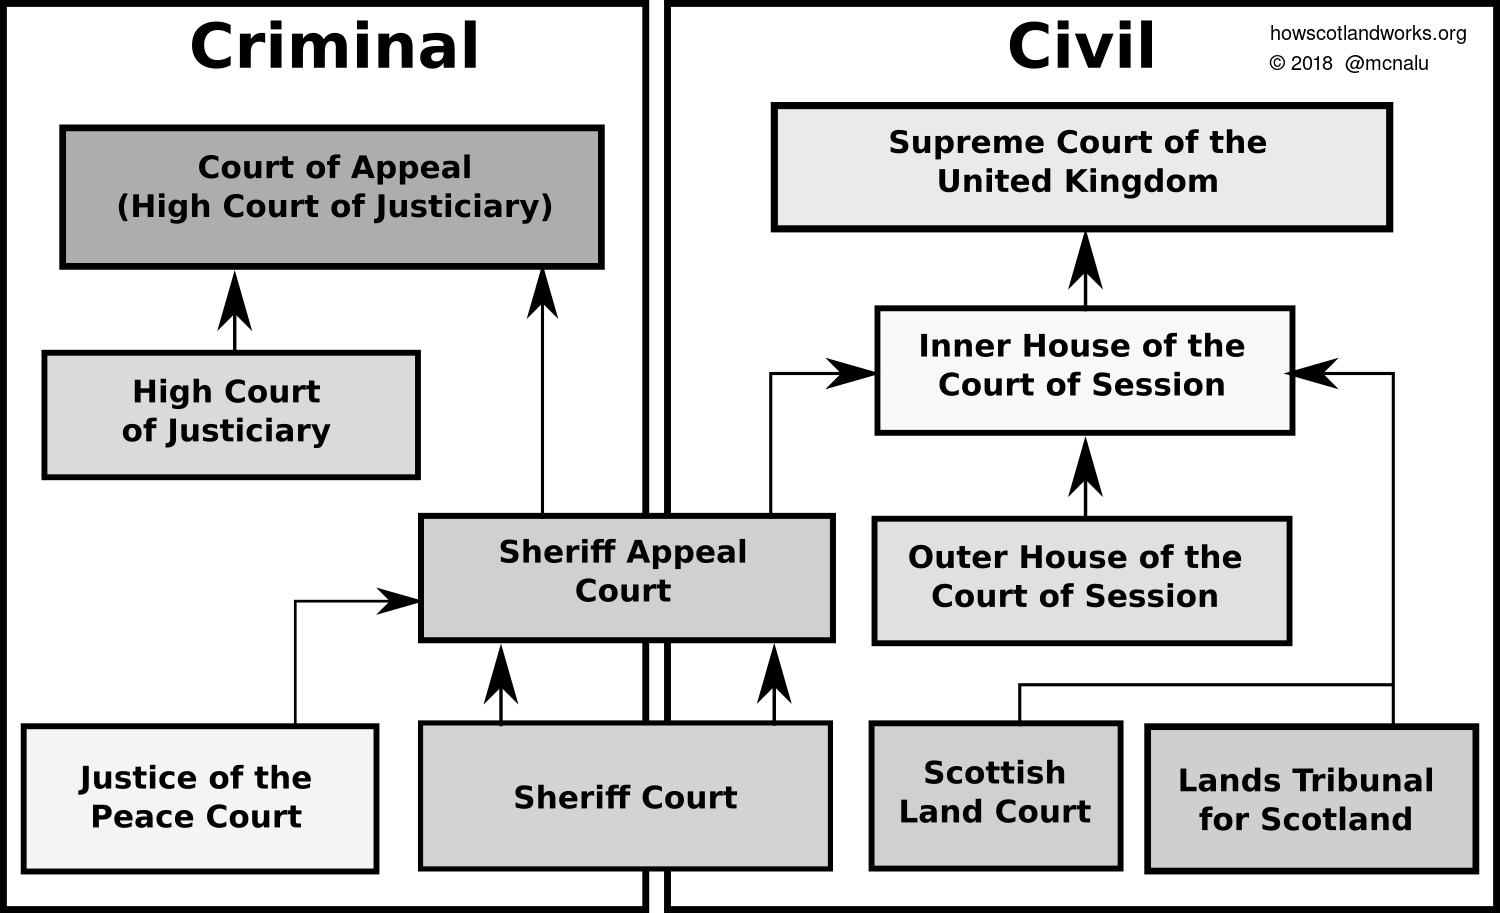 Criminal
Civil
howscotlandworks.org
© 2018 @mcnalu
Court of Appeal
(High Court of Justiciary)
Supreme Court of the
United Kingdom
High Court
of Justiciary
Inner House of the
Court of Session
Sheriff Appeal
Court
Outer House of the
Court of Session
Justice of the
Peace Court
Sheriff Court
Scottish
Land Court
Lands Tribunal
for Scotland